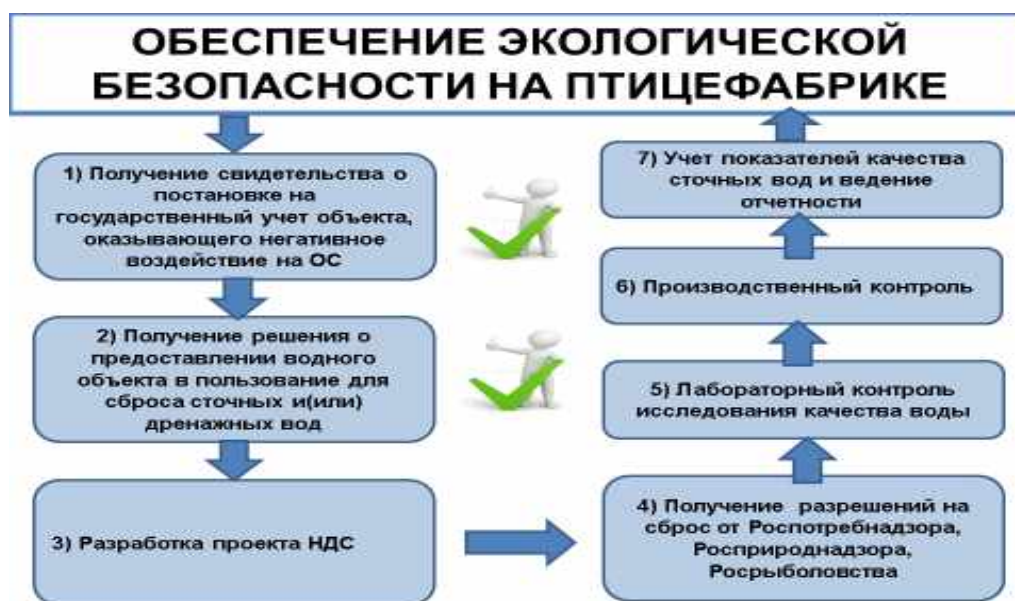 ОБЕСПЕЧЕНИЕ ЭКОЛОГИЧЕСКОЙ
БЕЗОПАСНОСТИ НА ПТИЦЕФАБРИКЕ
1) Получение свидетельства о
постановке на
государственный учет объекта,
оказывающего негативное
воздействие на ОС
2) Получение решения о
предоставлении водного
объекта в пользование для
сброса сточных и(или)
дренажных вод
3) Разработка проекта НДС
4) Получение разрешений на
сброс от Роспотребнадзора,
Росприроднадзора,
Росрыболовства
5) Лабораторный контроль
исследования качества воды
6) Производственный контроль
7) Учет показателей качества
сточных вод и ведение
отчетности